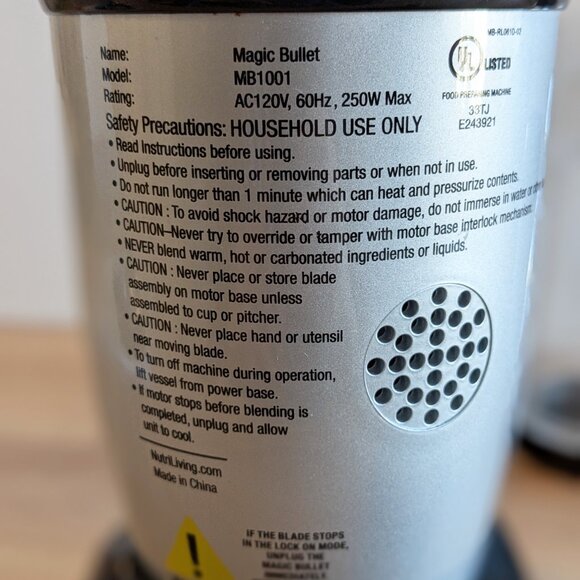 MB-RL0610-03
Name: Magic Bullet
Model: MB1001
Rating: AC120V, 60Hz, 250W Max
UL LISTED
FOOD PREPARING MACHINE
33TJ
E243921
Safety Precautions: HOUSEHOLD USE ONLY
• Read Instructions before using.
• Unplug before inserting or removing parts or when not in use.
• Do not run longer than 1 minute which can heat and pressurize contents.
• CAUTION : To avoid shock hazard or motor damage, do not immerse in water or
• CAUTION–Never try to override or tamper with motor base interlock mechanism.
• NEVER blend warm, hot or carbonated ingredients or liquids.
• CAUTION : Never place or store blade
assembly on motor base unless
assembled to cup or pitcher.
• CAUTION : Never place hand or utensil
near moving blade.
• To turn off machine during operation,
lift vessel from power base.
• If motor stops before blending is
completed, unplug and allow
unit to cool.
NutriLiving.com
Made in China
!
IF THE BLADE STOPS
IN THE LOCK ON MODE,
UNPLUG THE
MAGIC BULLET